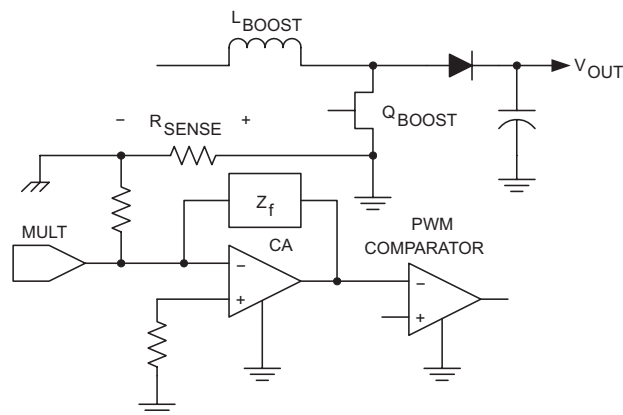 L BOOST
V OUT
Q BOOST
– R SENSE +
Z f
MULT
CA
PWM
COMPARATOR
–
+
–
+